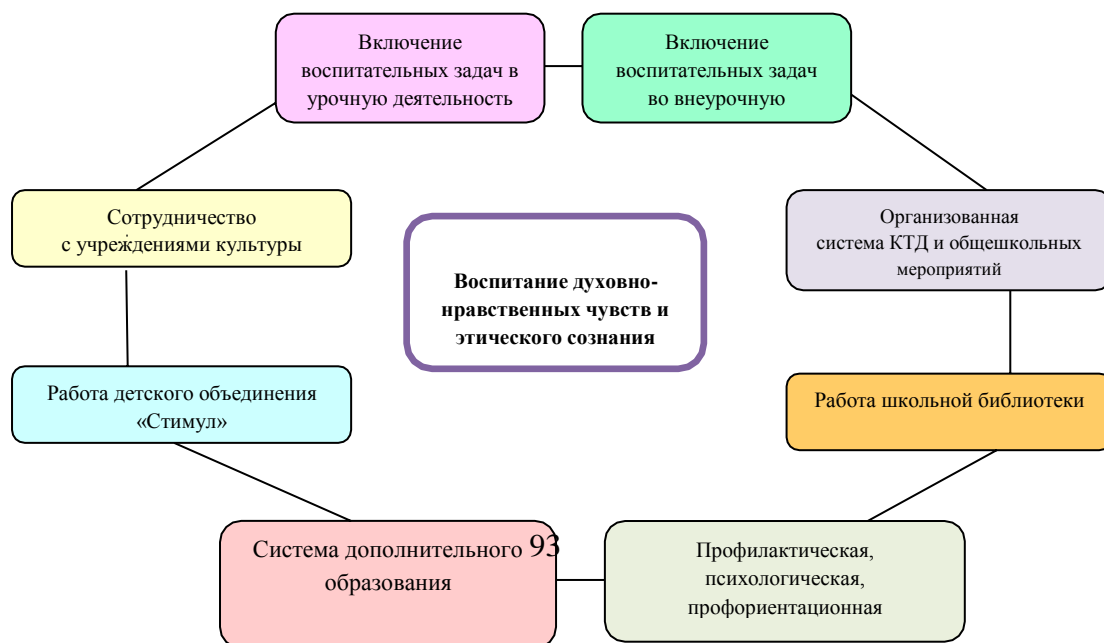 Включение
воспитательных задач в
урочную деятельность
Включение
воспитательных задач
во внеурочную
Сотрудничество
с учреждениями культуры
Организованная
система КТД и общешкольных
мероприятий
Воспитание духовно-
нравственных чувств и
этического сознания
Работа детского объединения
«Стимул»
Работа школьной библиотеки
Система дополнительного
образования
93
Профилактическая,
психологическая,
профориентационная